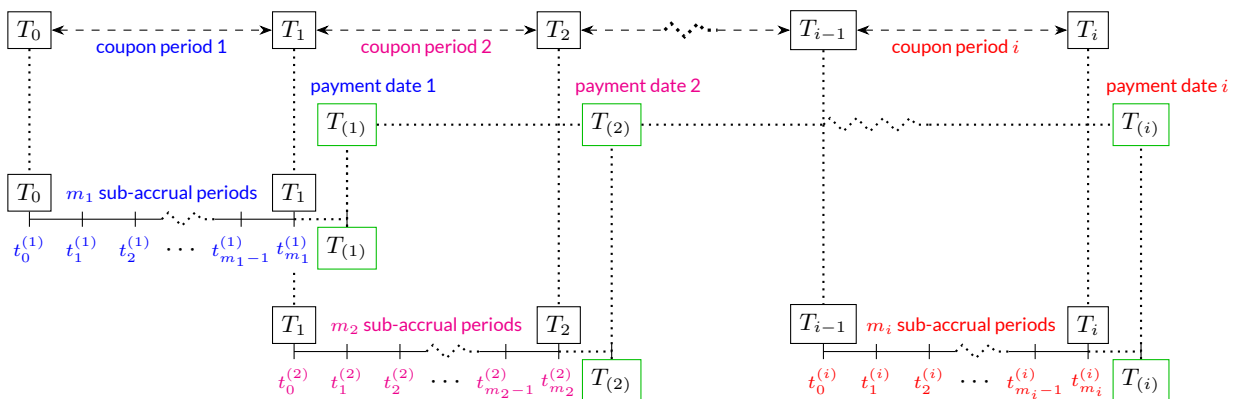 T_0 T_1 T_2 T_{i−1} T_i
coupon period 1 coupon period 2 coupon period i
payment date 1 payment date 2 payment date i
T_{(1)} T_{(2)} T_{(i)}
T_0 m_1 sub-accrual periods T_1
t_0^{(1)} t_1^{(1)} t_2^{(1)} ⋯ t_{m_1−1}^{(1)} t_{m_1}^{(1)} T_{(1)}
T_1 m_2 sub-accrual periods T_2 T_{i−1} m_i sub-accrual periods T_i
t_0^{(2)} t_1^{(2)} t_2^{(2)} ⋯ t_{m_2−1}^{(2)} t_{m_2}^{(2)} T_{(2)} t_0^{(i)} t_1^{(i)} t_2^{(i)} ⋯ t_{m_i−1}^{(i)} t_{m_i}^{(i)} T_{(i)}